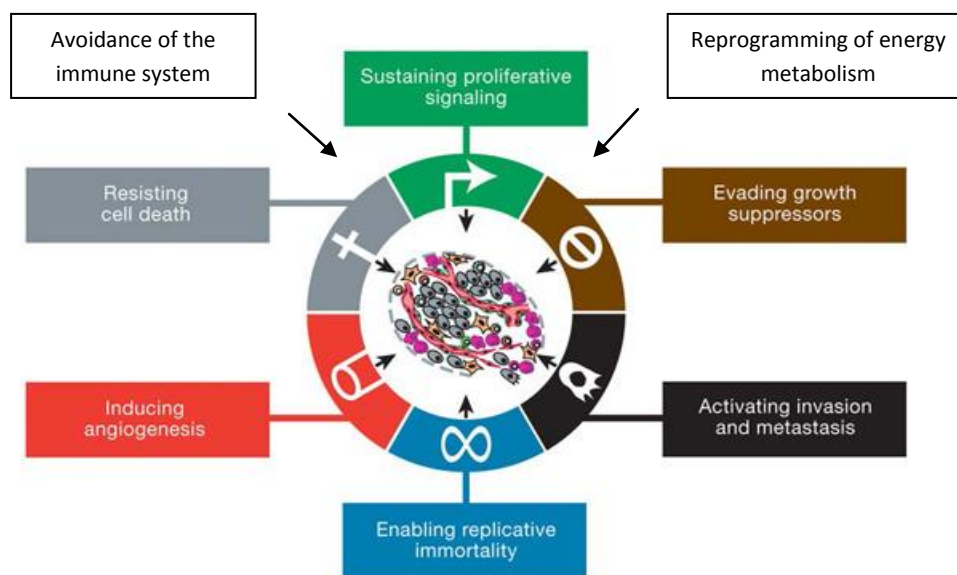 Avoidance of the
immune system
Reprogramming of energy
metabolism
Sustaining proliferative
signaling
Resisting
cell death
Evading growth
suppressors
Inducing
angiogenesis
Activating invasion
and metastasis
Enabling replicative
immortality